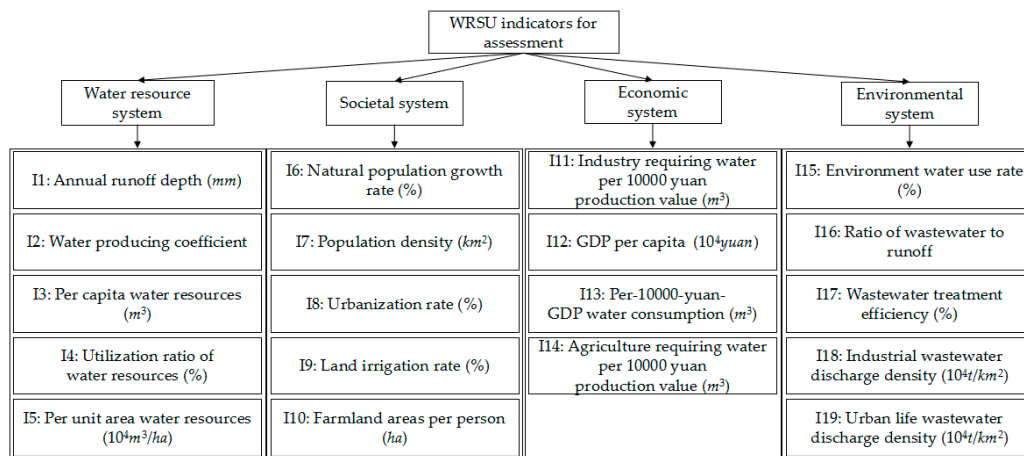 WRSU indicators for
assessment
Water resource
system
Societal system
Economic
system
Environmental
system
I1: Annual runoff depth (mm)
I2: Water producing coefficient
I3: Per capita water resources
(m³)
I4: Utilization ratio of
water resources (%)
I5: Per unit area water resources
(10⁴m³/ha)
I6: Natural population growth
rate (%)
I7: Population density (km²)
I8: Urbanization rate (%)
I9: Land irrigation rate (%)
I10: Farmland areas per person
(ha)
I11: Industry requiring water
per 10000 yuan
production value (m³)
I12: GDP per capita (10⁴yuan)
I13: Per-10000-yuan-
GDP water consumption (m³)
I14: Agriculture requiring water
per 10000 yuan
production value (m³)
I15: Environment water use rate
(%)
I16: Ratio of wastewater to
runoff
I17: Wastewater treatment
efficiency (%)
I18: Industrial wastewater
discharge density (10⁴t/km²)
I19: Urban life wastewater
discharge density (10⁴t/km²)